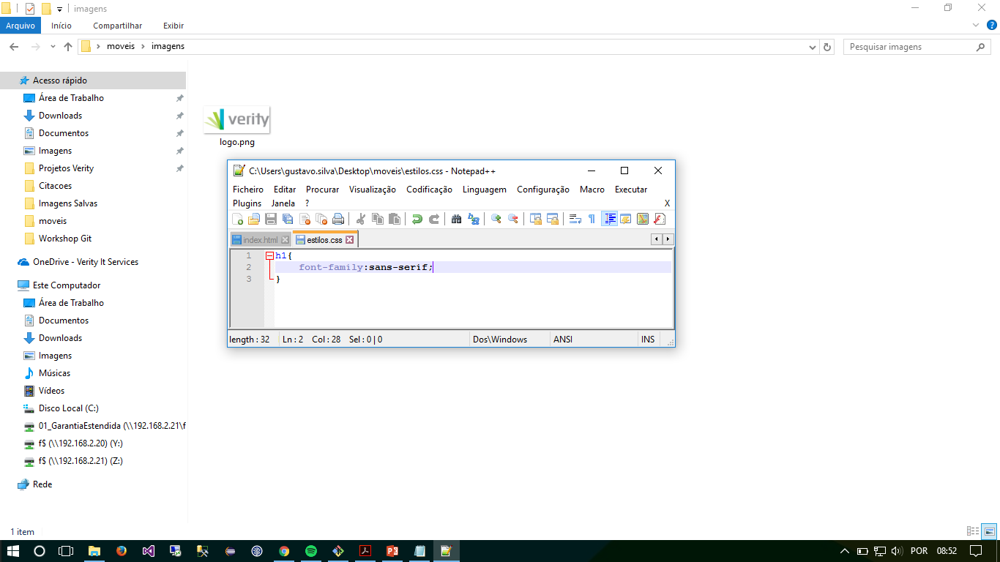 imagens
Arquivo Início Compartilhar Exibir
moveis imagens Pesquisar imagens
Acesso rápido
Área de Trabalho
Downloads
Documentos
Imagens
Projetos Verity
Citacoes
Imagens Salvas
moveis
Workshop Git
OneDrive - Verity It Services
Este Computador
Área de Trabalho
Documentos
Downloads
Imagens
Músicas
Vídeos
Disco Local (C:)
01_GarantiaEstendida (\\192.168.2.21\f
f$ (\\192.168.2.20) (Y:)
f$ (\\192.168.2.21) (Z:)
Rede
1 item
verity
logo.png
C:\Users\gustavo.silva\Desktop\moveis\estilos.css - Notepad++
Ficheiro Editar Procurar Visualização Codificação Linguagem Configuração Macro Executar
Plugins Janela ? X
index.html estilos.css
1 h1{
2 font-family:sans-serif;
3 }
length : 32 Ln : 2 Col : 28 Sel : 0 | 0 Dos\Windows ANSI INS
POR 08:52